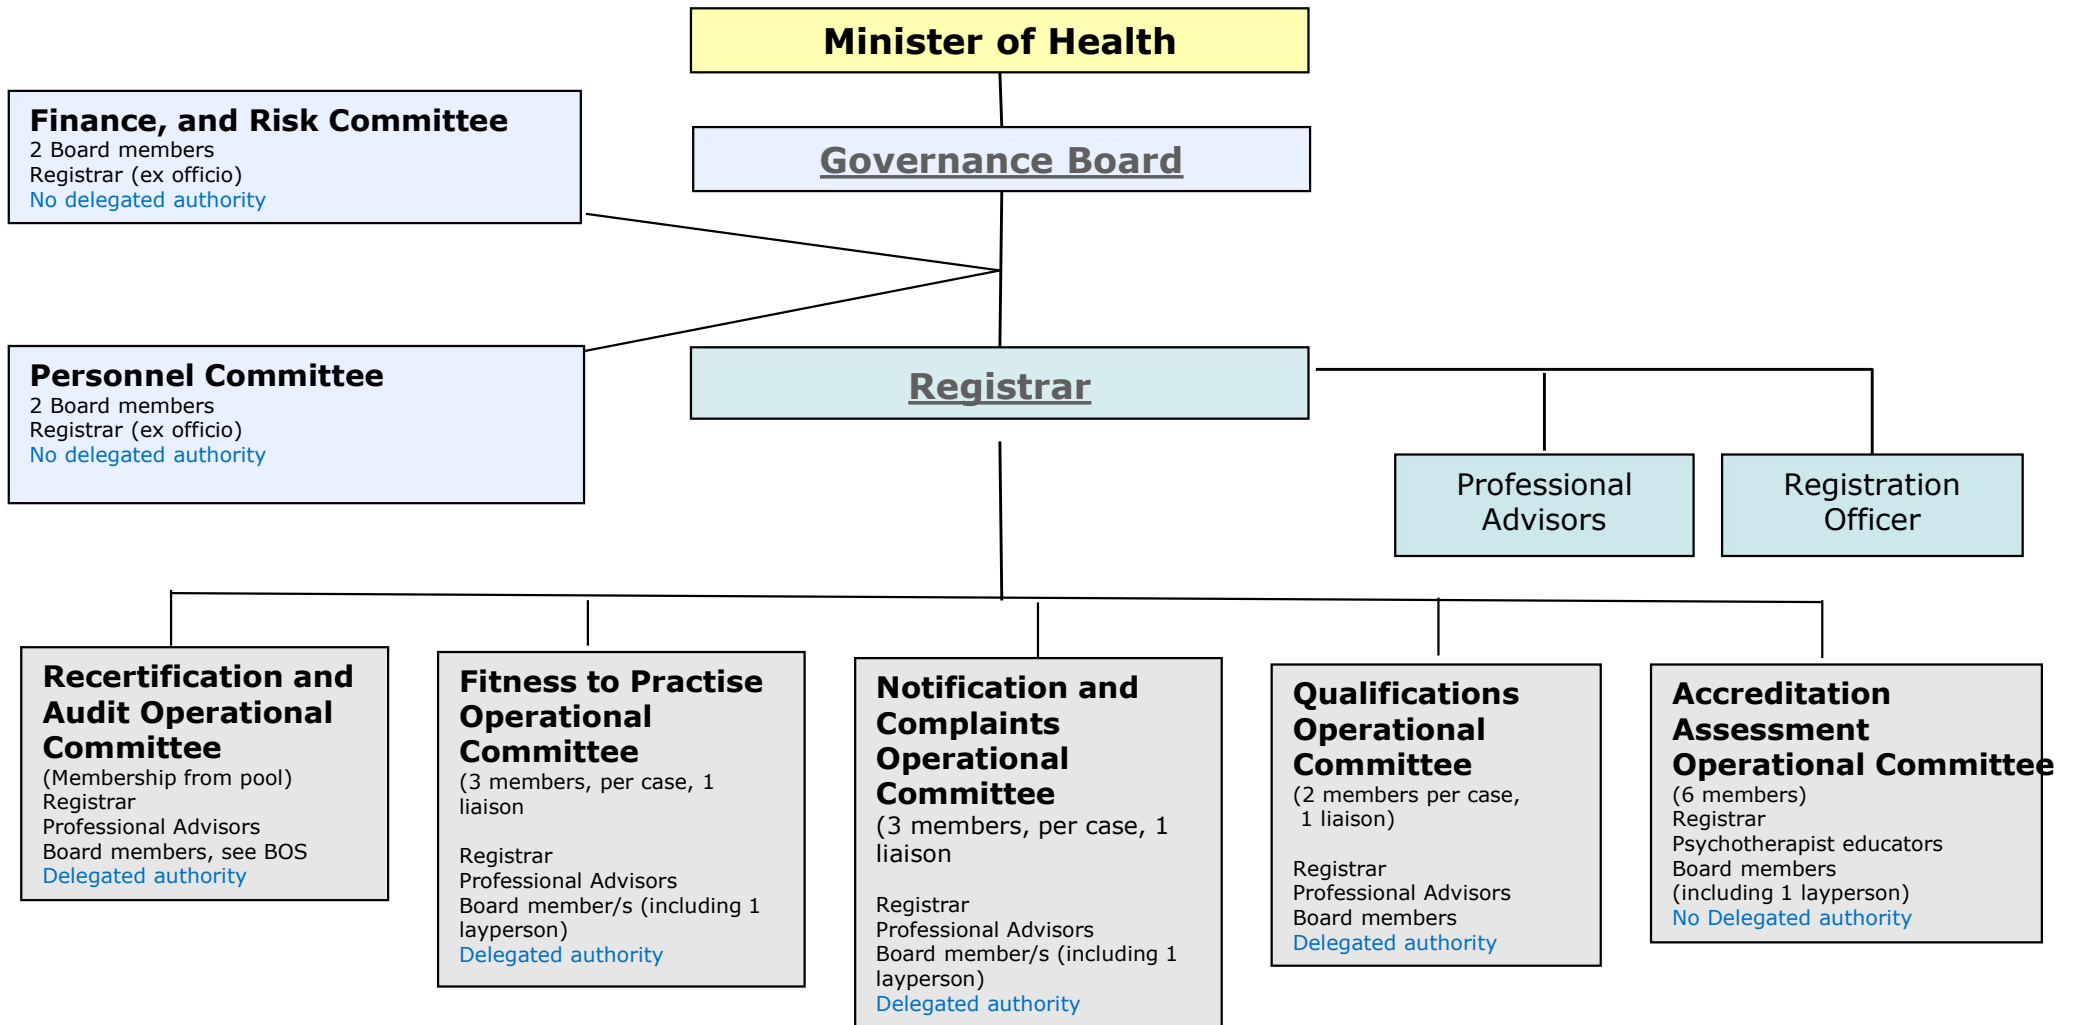 Minister of Health
Finance, and Risk Committee
2 Board members
Registrar (ex officio)
No delegated authority
Governance Board
Personnel Committee
2 Board members
Registrar (ex officio)
No delegated authority
Registrar
Professional
Advisors
Registration
Officer
Recertification and
Audit Operational
Committee
(Membership from pool)
Registrar
Professional Advisors
Board members, see BOS
Delegated authority
Fitness to Practise
Operational
Committee
(3 members, per case, 1
liaison
Registrar
Professional Advisors
Board member/s (including 1
layperson)
Delegated authority
Notification and
Complaints
Operational
Committee
(3 members, per case, 1
liaison
Registrar
Professional Advisors
Board member/s (including 1
layperson)
Delegated authority
Qualifications
Operational
Committee
(2 members per case,
1 liaison)
Registrar
Professional Advisors
Board members
Delegated authority
Accreditation
Assessment
Operational Committee
(6 members)
Registrar
Psychotherapist educators
Board members
(including 1 layperson)
No Delegated authority